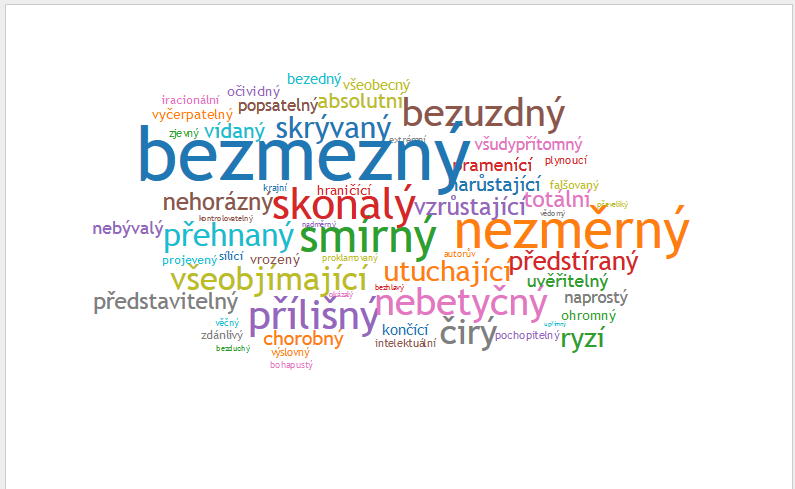 bezedný
všeobecný
očividný
iracionální
popsatelný
absolutní
bezuzdný
vyčerpatelný
skrývaný
zjevný
vídaný
extrémní
bezmezný
všudypřítomný
pramenící
plynoucí
krajní
hraničící
narůstající
falšovaný
nehorázný
skonalý
vzrůstající
totální
převeliký
kontrolovatelný
vědomý
nebývalý
nadměrný
nezměrný
přehnaný
smírný
projevený
sílící
vrozený
proklamovaný
autorův
předstíraný
všeobjímající
utuchající
uvěřitelný
bezhlavý
představitelný
okázalý
nebetyčný
naprostý
přílišný
ohromný
věčný
končící
čirý
upřímný
zdánlivý
chorobný
intelektuální
pochopitelný
ryzí
bezduchý
výslovný
bohapustý